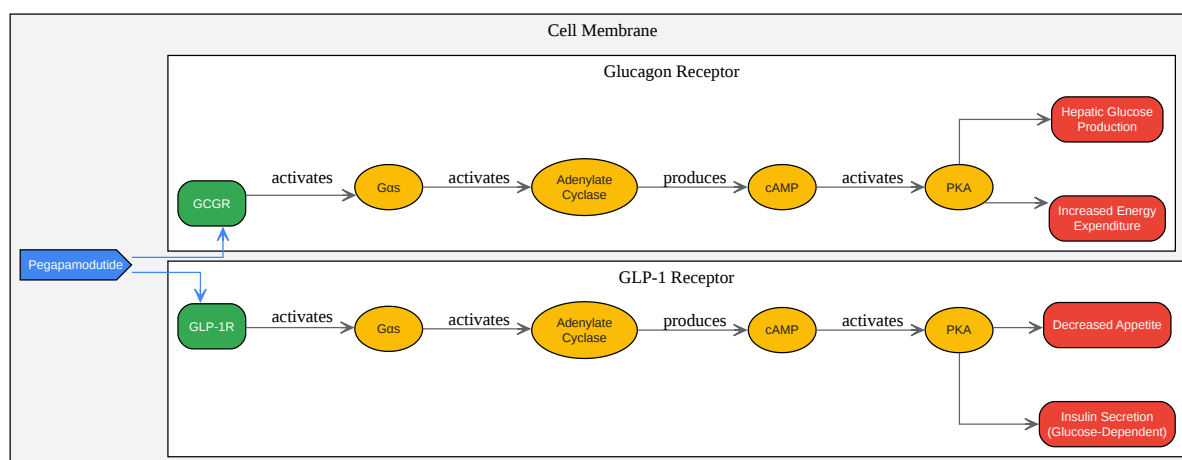 Cell Membrane
Glucagon Receptor
Hepatic Glucose
Production
activates
activates
produces
activates
GCGR
Gαs
Adenylate
Cyclase
cAMP
PKA
Increased Energy
Expenditure
Pegapamodutide
GLP-1 Receptor
activates
activates
produces
activates
GLP-1R
Gαs
Adenylate
Cyclase
cAMP
PKA
Decreased Appetite
Insulin Secretion
(Glucose-Dependent)